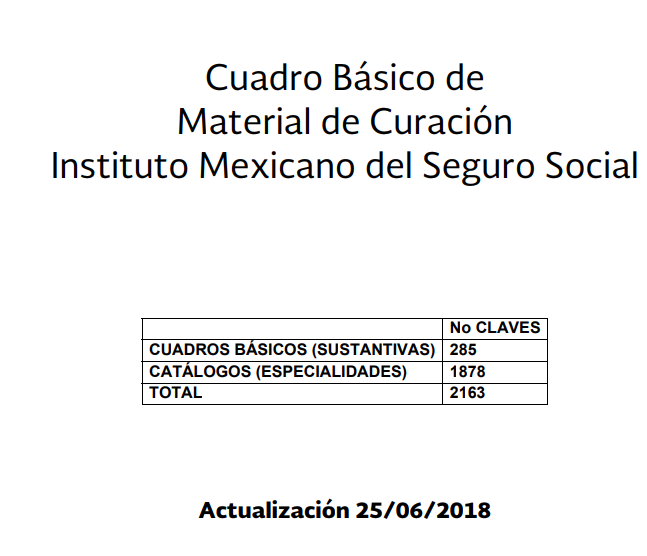 Cuadro Básico de
Material de Curación
Instituto Mexicano del Seguro Social
No CLAVES
CUADROS BÁSICOS (SUSTANTIVAS) 285
CATÁLOGOS (ESPECIALIDADES) 1878
TOTAL 2163
Actualización 25/06/2018